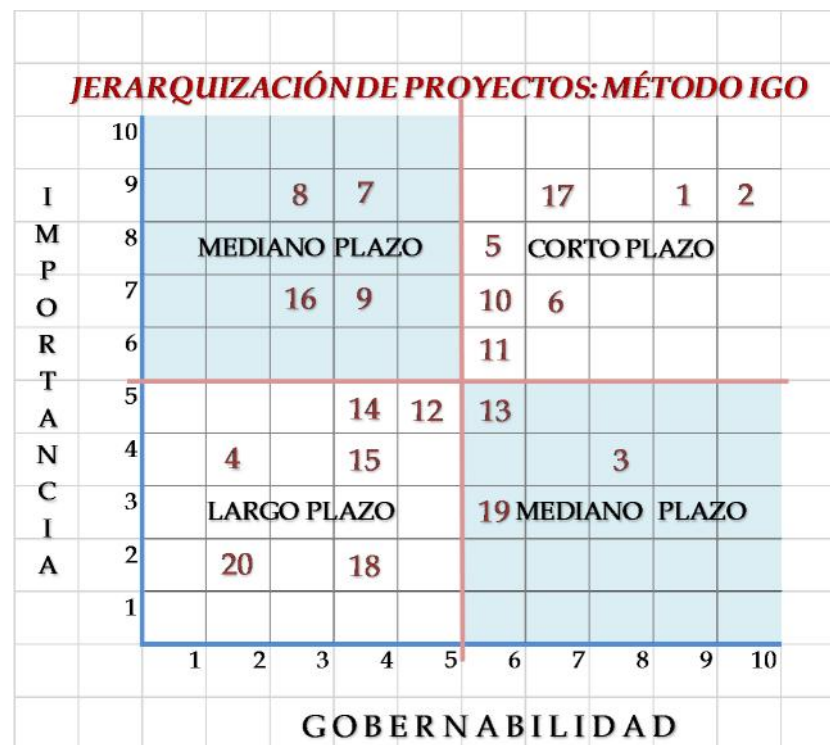 JERARQUIZACIÓN DE PROYECTOS: MÉTODO IGO
IMPORTANCIA
10
9 8 7 17 1 2
8 MEDIANO PLAZO 5 CORTO PLAZO
7 16 9 10 6
6 11
5 14 12 13
4 4 15 3
3 LARGO PLAZO 19 MEDIANO PLAZO
2 20 18
1
1 2 3 4 5 6 7 8 9 10
GOBERNABILIDAD